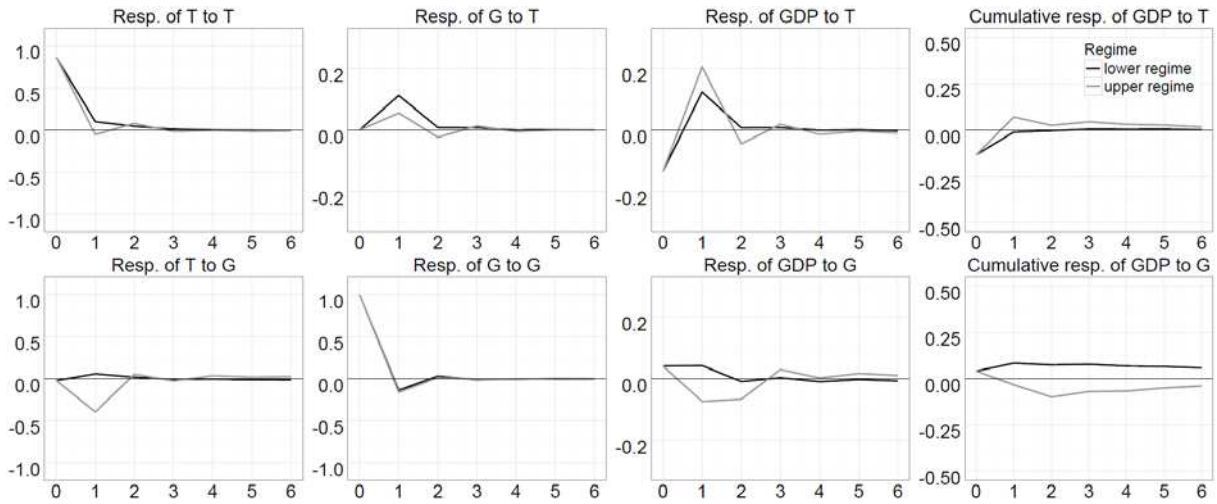 Resp. of T to T
Resp. of G to T
Resp. of GDP to T
Cumulative resp. of GDP to T
1.0
0.5
0.0
-0.5
-1.0
0 1 2 3 4 5 6
0.2
0.0
-0.2
0 1 2 3 4 5 6
0.2
0.0
-0.2
0 1 2 3 4 5 6
0.50
0.25
0.00
-0.25
-0.50
0 1 2 3 4 5 6
Regime
lower regime
upper regime
Resp. of T to G
Resp. of G to G
Resp. of GDP to G
Cumulative resp. of GDP to G
1.0
0.5
0.0
-0.5
-1.0
0 1 2 3 4 5 6
1.0
0.5
0.0
-0.5
-1.0
0 1 2 3 4 5 6
0.2
0.0
-0.2
0 1 2 3 4 5 6
0.50
0.25
0.00
-0.25
-0.50
0 1 2 3 4 5 6